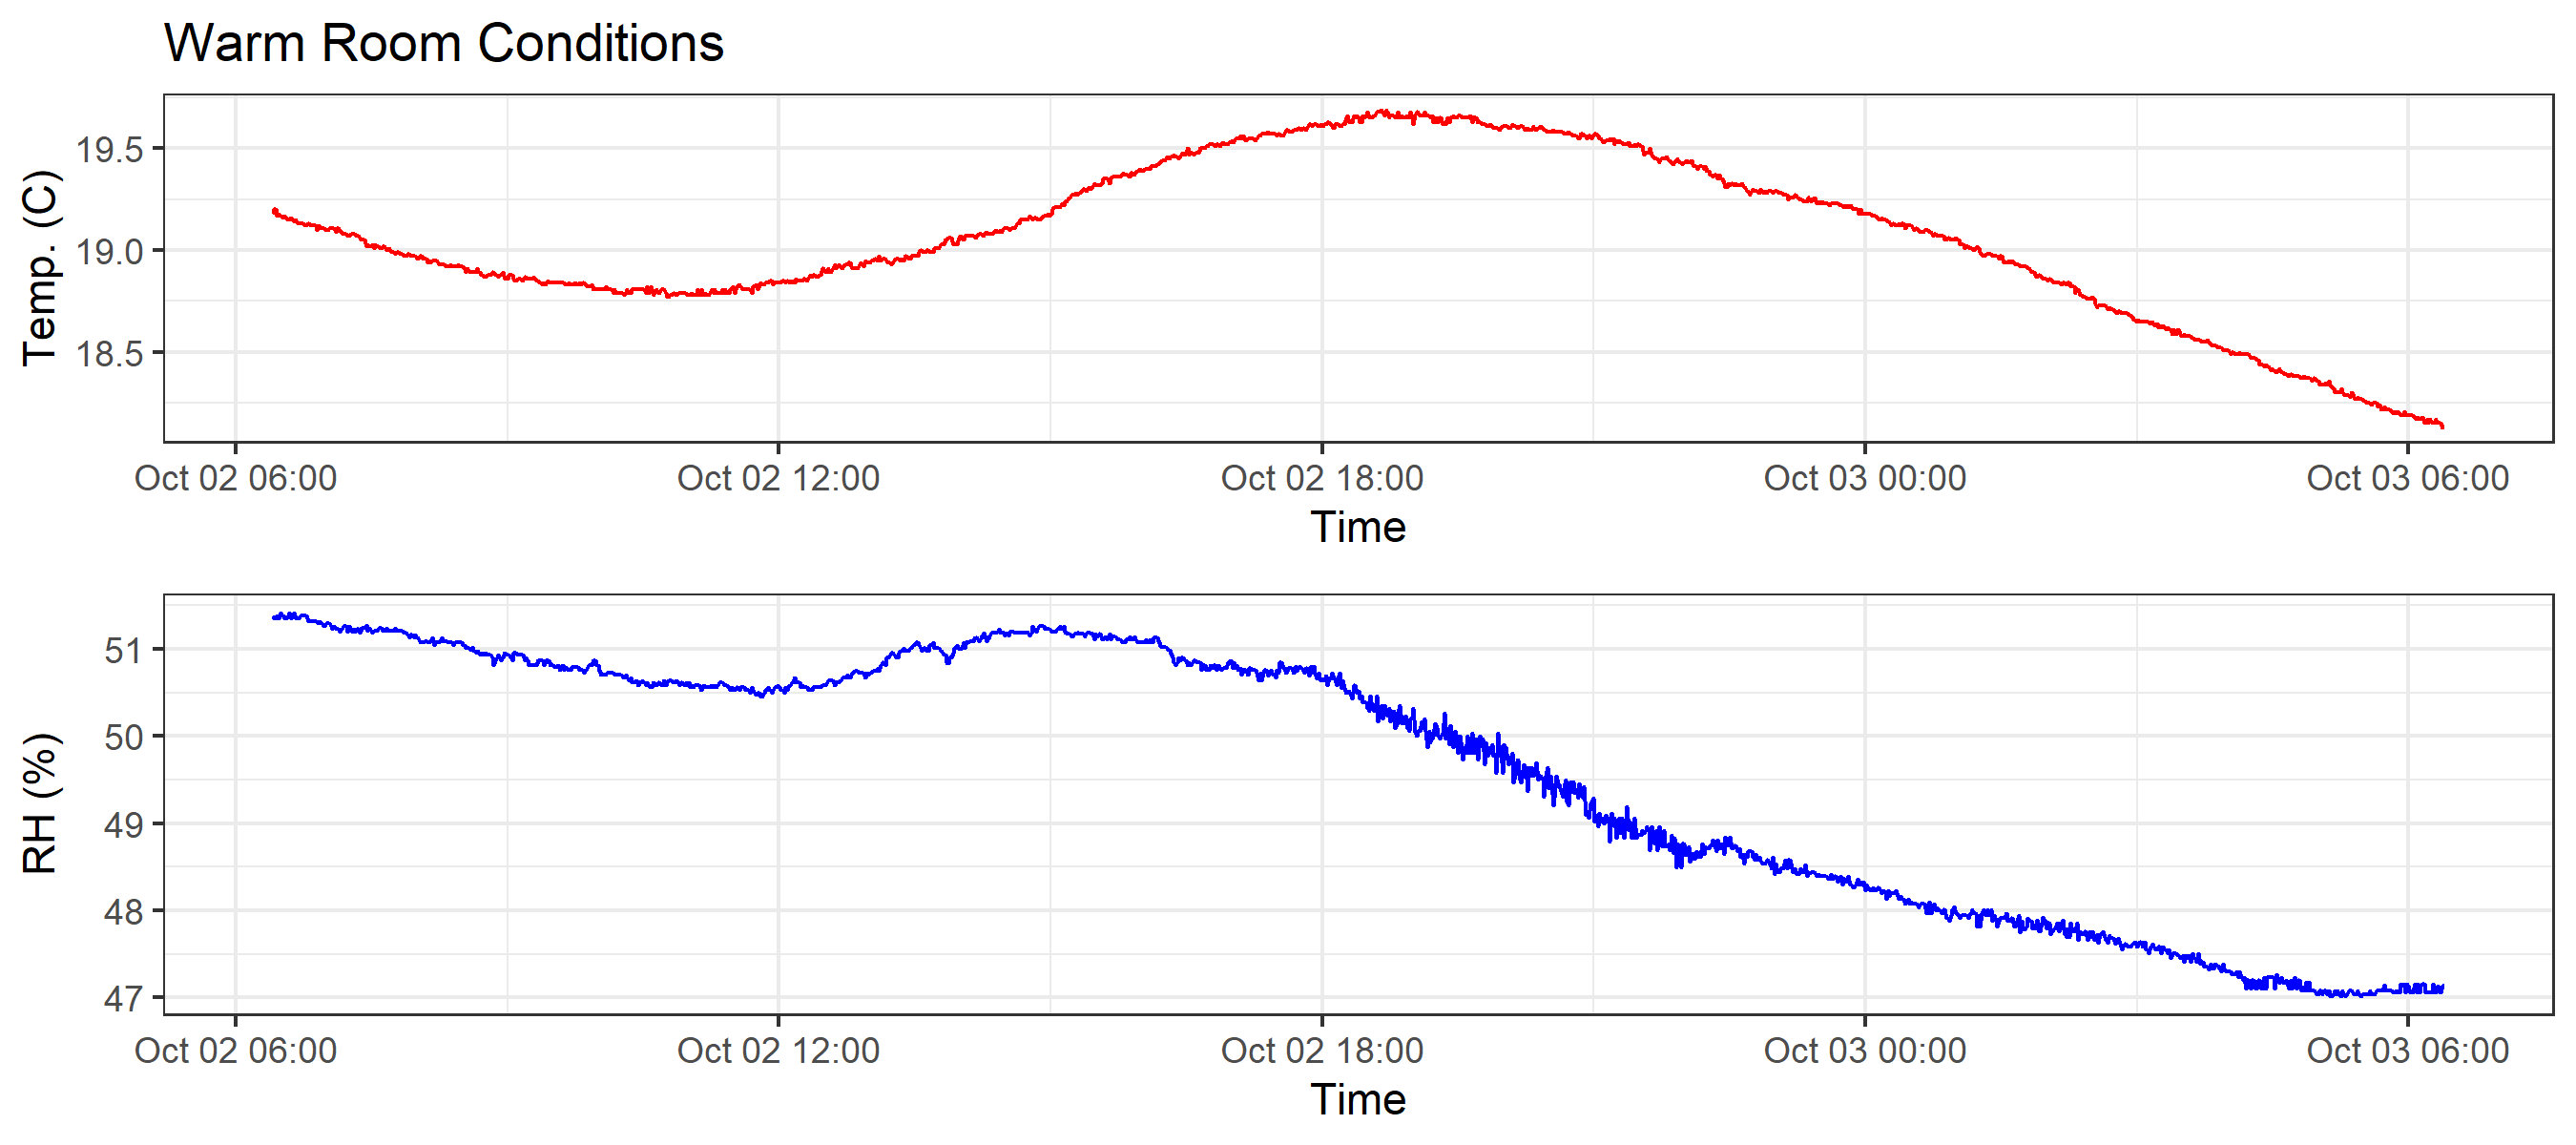 Warm Room Conditions
Temp. (C)
19.5
19.0
18.5
Oct 02 06:00 Oct 02 12:00 Oct 02 18:00 Oct 03 00:00 Oct 03 06:00
Time
RH (%)
51
50
49
48
47
Oct 02 06:00 Oct 02 12:00 Oct 02 18:00 Oct 03 00:00 Oct 03 06:00
Time